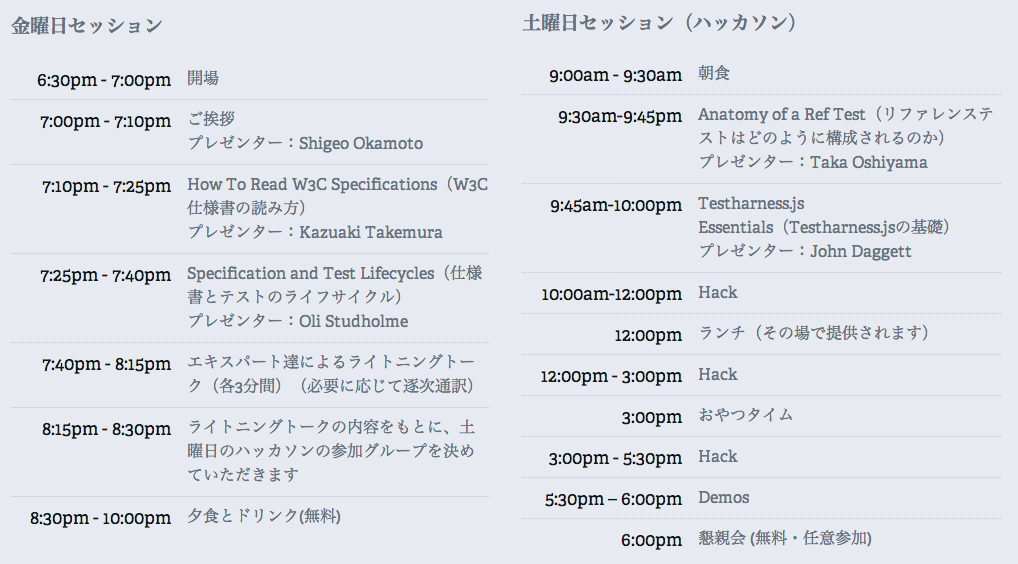 金曜日セッション
6:30pm - 7:00pm 開場
7:00pm - 7:10pm ご挨拶
プレゼンター：Shigeo Okamoto
7:10pm - 7:25pm How To Read W3C Specifications（W3C
仕様書の読み方）
プレゼンター：Kazuaki Takemura
7:25pm - 7:40pm Specification and Test Lifecycles（仕様
書とテストのライフサイクル）
プレゼンター：Oli Studholme
7:40pm - 8:15pm エキスパート達によるライトニングトー
ク（各3分間）（必要に応じて逐次通訳）
8:15pm - 8:30pm ライトニングトークの内容をもとに、土
曜日のハッカソンの参加グループを決め
ていただきます
8:30pm - 10:00pm 夕食とドリンク(無料)
土曜日セッション（ハッカソン）
9:00am - 9:30am 朝食
9:30am-9:45pm Anatomy of a Ref Test（リファレンステ
ストはどのように構成されるのか）
プレゼンター：Taka Oshiyama
9:45am-10:00pm Testharness.js
Essentials（Testharness.jsの基礎）
プレゼンター：John Daggett
10:00am-12:00pm Hack
12:00pm ランチ（その場で提供されます）
12:00pm - 3:00pm Hack
3:00pm おやつタイム
3:00pm - 5:30pm Hack
5:30pm – 6:00pm Demos
6:00pm 懇親会 (無料・任意参加)